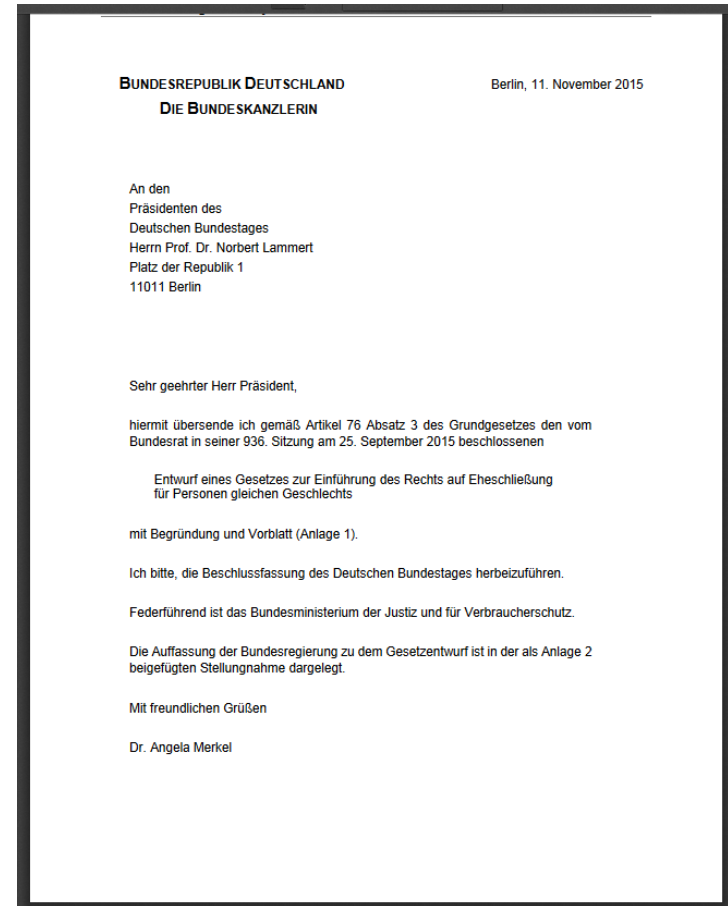 BUNDESREPUBLIK DEUTSCHLAND
DIE BUNDESKANZLERIN
Berlin, 11. November 2015
An den
Präsidenten des
Deutschen Bundestages
Herrn Prof. Dr. Norbert Lammert
Platz der Republik 1
11011 Berlin
Sehr geehrter Herr Präsident,
hiermit übersende ich gemäß Artikel 76 Absatz 3 des Grundgesetzes den vom
Bundesrat in seiner 936. Sitzung am 25. September 2015 beschlossenen
Entwurf eines Gesetzes zur Einführung des Rechts auf Eheschließung
für Personen gleichen Geschlechts
mit Begründung und Vorblatt (Anlage 1).
Ich bitte, die Beschlussfassung des Deutschen Bundestages herbeizuführen.
Federführend ist das Bundesministerium der Justiz und für Verbraucherschutz.
Die Auffassung der Bundesregierung zu dem Gesetzentwurf ist in der als Anlage 2
beigefügten Stellungnahme dargelegt.
Mit freundlichen Grüßen
Dr. Angela Merkel